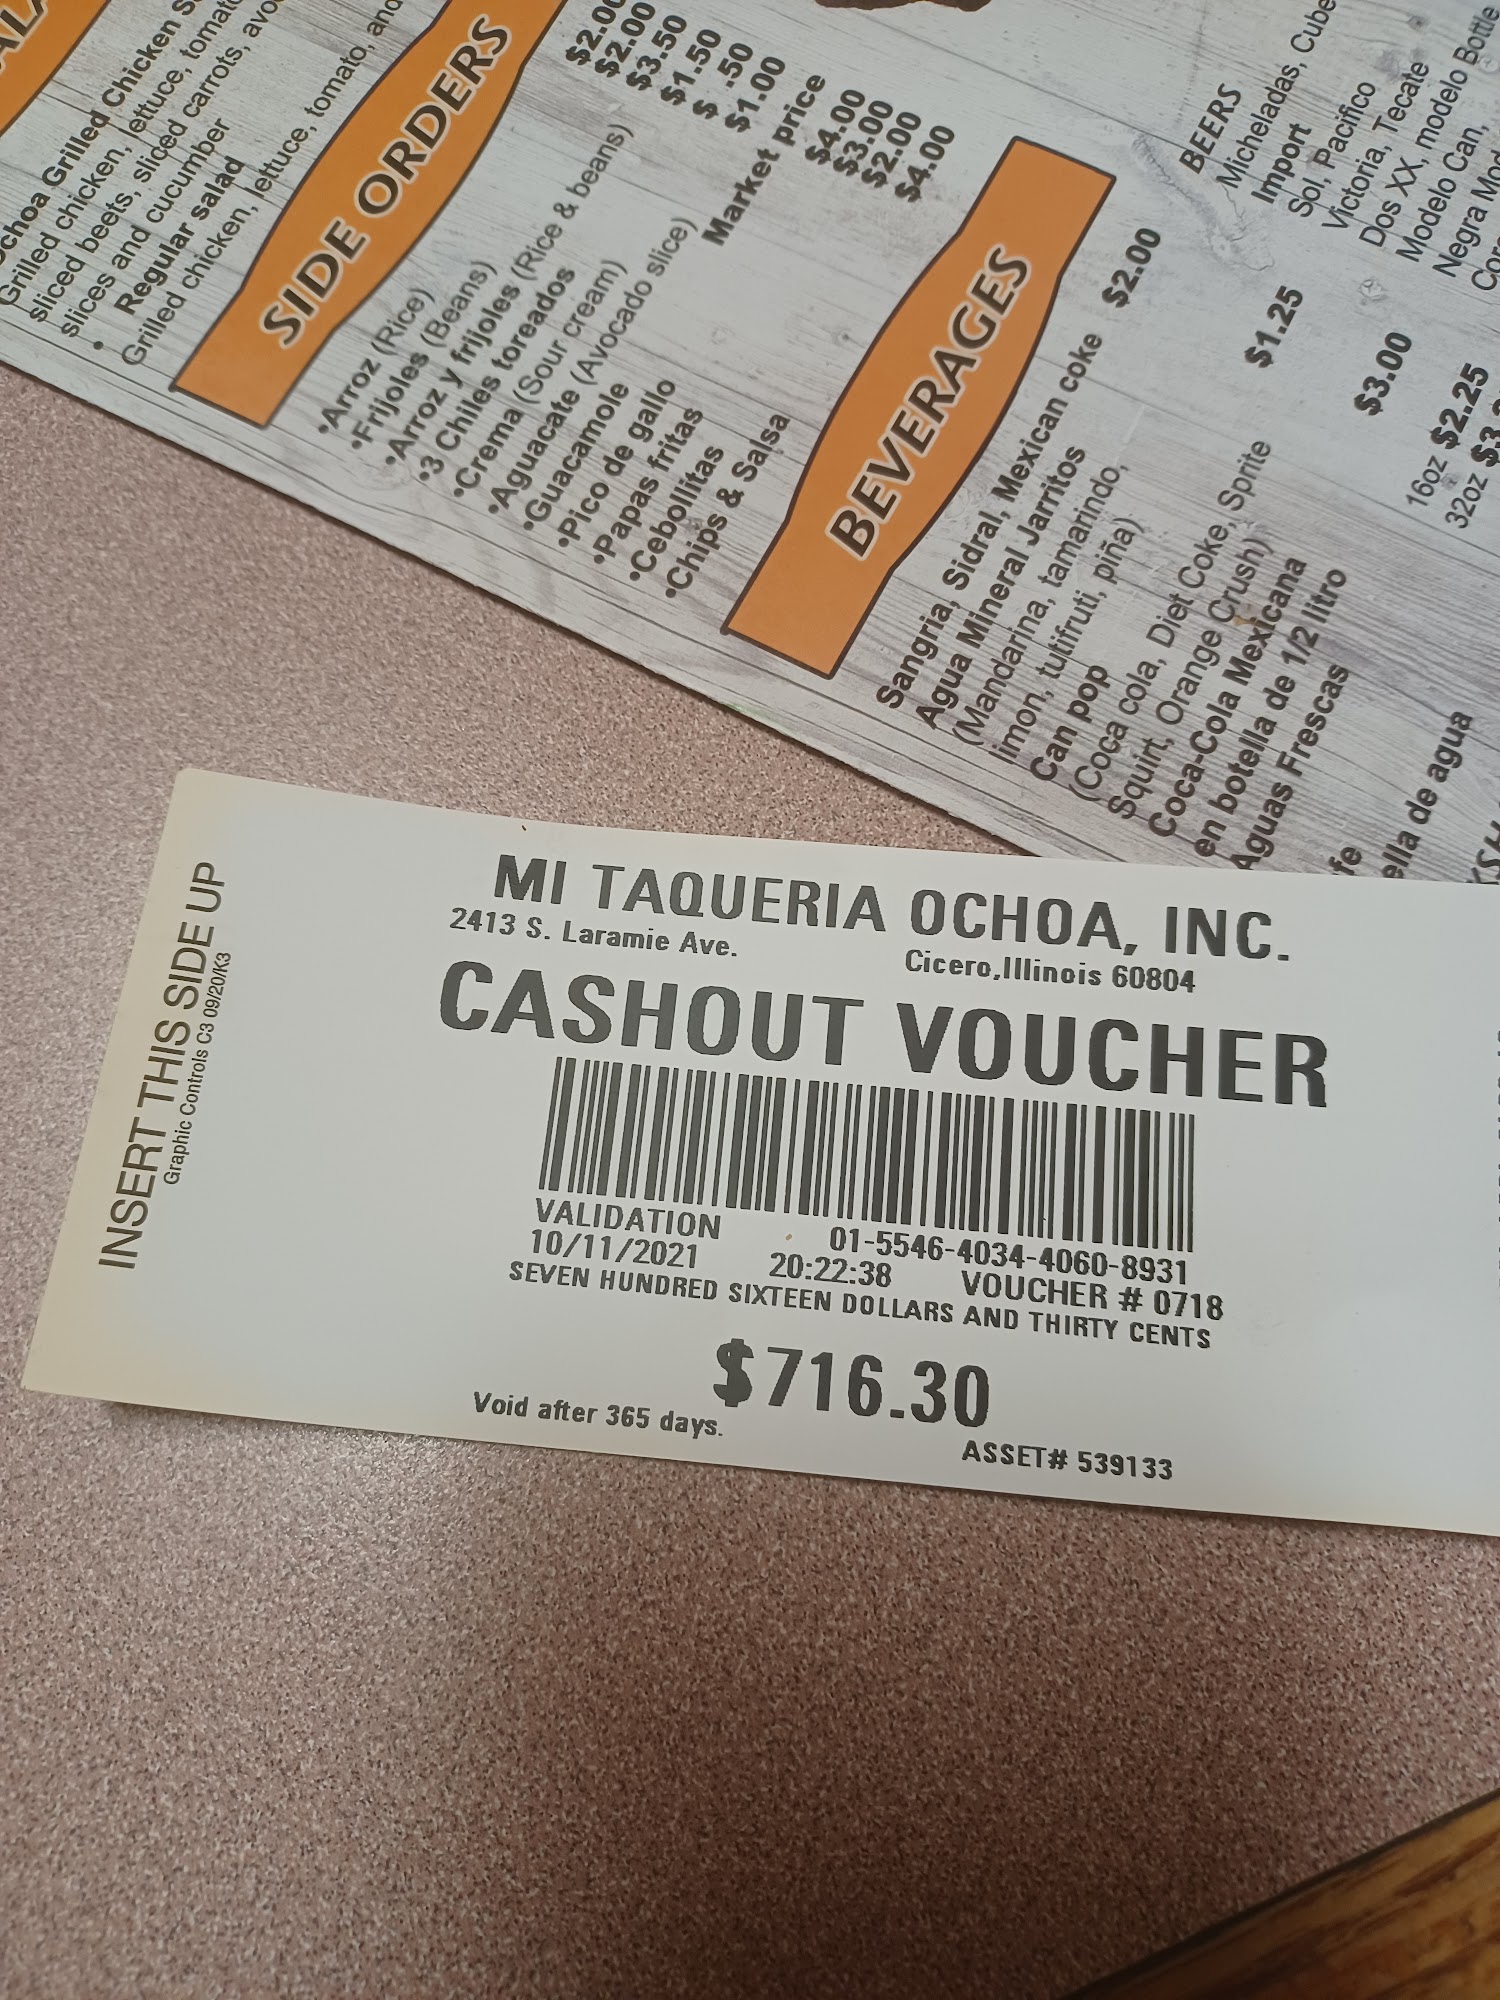 Ochoa Grilled Chicken
Grilled chicken, lettuce,
sliced beets, sliced carrots,
slices and cucumber
• Regular salad
Grilled chicken, lettuce, tomato, and
SIDE ORDERS
•Arroz (Rice) $2.00
•Frijoles (Beans) $2.00
•Arroz y frijoles (Rice & beans) $3.50
•3 Chiles toreados $1.50
•Crema (Sour cream) $ .50
•Aguacate (Avocado slice) $1.00
•Guacamole Market price
•Pico de gallo $4.00
•Papas fritas $3.00
•Cebollitas $2.00
•Chips & Salsa $4.00
BEVERAGES
Sangria, Sidral, Mexican coke $2.00
Agua Mineral Jarritos
(Mandarina, tamarindo,
limon, tutifruti, piña)
Can pop $1.25
(Coca cola, Diet Coke, Sprite
Squirt, Orange Crush)
Coca-Cola Mexicana $3.00
en botella de 1/2 litro
Aguas Frescas 16oz $2.25
32oz
de agua
BEERS
Micheladas,
Import
Sol, Pacifico
Victoria, Tecate
Dos XX, modelo Bottle
Modelo Can,
Negra
INSERT THIS SIDE UP
Graphic Controls C3 09/20/K3
MI TAQUERIA OCHOA, INC.
2413 S. Laramie Ave. Cicero,Illinois 60804
CASHOUT VOUCHER
VALIDATION 01-5546-4034-4060-8931
10/11/2021 20:22:38 VOUCHER # 0718
SEVEN HUNDRED SIXTEEN DOLLARS AND THIRTY CENTS
$716.30
Void after 365 days. ASSET# 539133